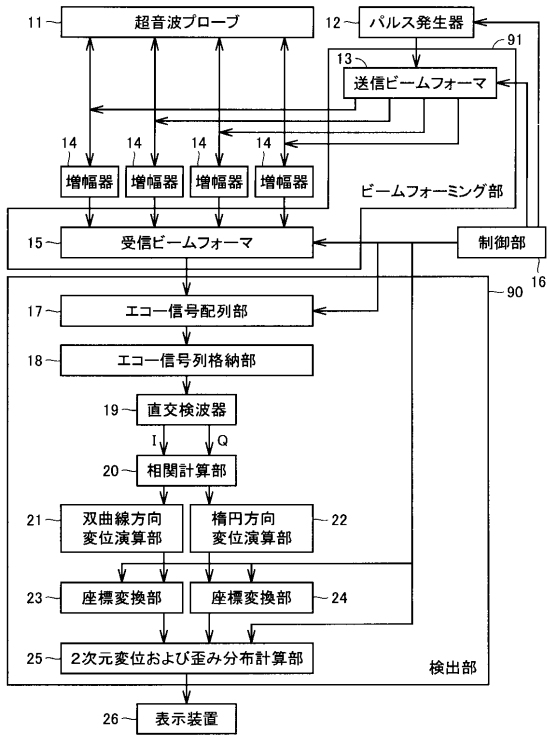 11
超音波プローブ
12
パルス発生器
91
13
送信ビームフォーマ
14
14
14
14
増幅器
増幅器
増幅器
増幅器
ビームフォーミング部
15
受信ビームフォーマ
制御部
16
90
17
エコー信号配列部
18
エコー信号列格納部
19
直交検波器
I
Q
20
相関計算部
21
双曲線方向
変位演算部
楕円方向
変位演算部
22
23
座標変換部
座標変換部
24
25
2次元変位および歪み分布計算部
検出部
26
表示装置